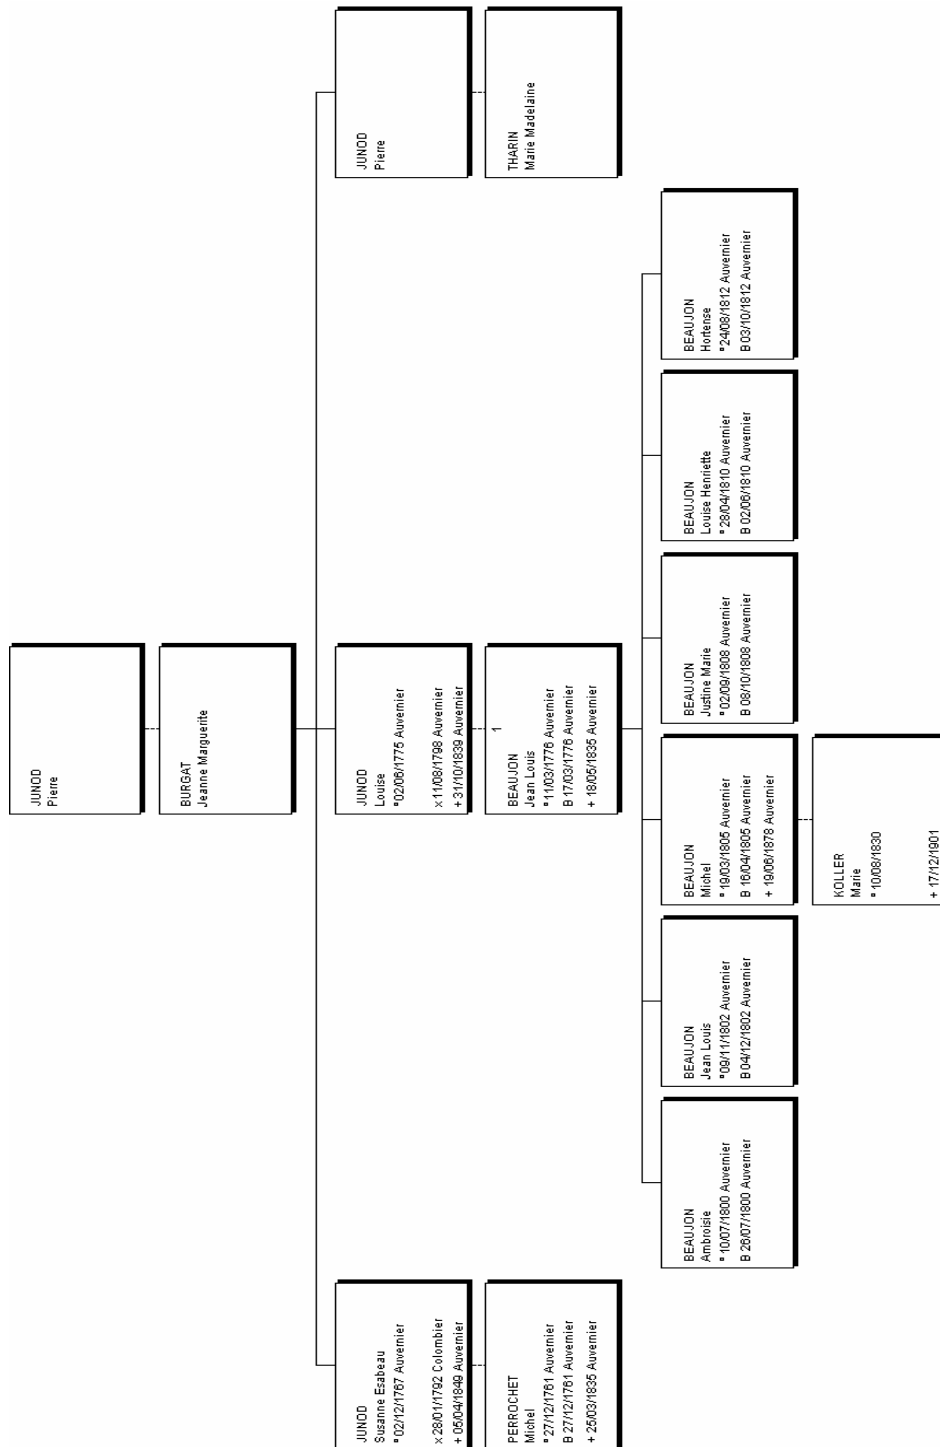 JUNOD
Pierre
BURGAT
Jeanne Marguerite
JUNOD
Susanne Esabeau
° 02/12/1767 Auvernier
x 28/01/1792 Colombier
+ 05/04/1849 Auvernier
PERROCHET
Michel
° 27/12/1761 Auvernier
B 27/12/1761 Auvernier
+ 25/03/1835 Auvernier
JUNOD
Louise
° 02/06/1775 Auvernier
x 11/08/1798 Auvernier
+ 31/10/1839 Auvernier
1
BEAUJON
Jean Louis
° 11/03/1776 Auvernier
B 17/03/1776 Auvernier
+ 18/05/1835 Auvernier
JUNOD
Pierre
THARIN
Marie Madelaine
BEAUJON
Ambroisie
° 10/07/1800 Auvernier
B 26/07/1800 Auvernier
BEAUJON
Jean Louis
° 09/11/1802 Auvernier
B 04/12/1802 Auvernier
BEAUJON
Michel
° 19/03/1805 Auvernier
B 16/04/1805 Auvernier
+ 19/06/1878 Auvernier
KOLLER
Marie
° 10/08/1830
+ 17/12/1901
BEAUJON
Justine Marie
° 02/09/1808 Auvernier
B 08/10/1808 Auvernier
BEAUJON
Louise Henriette
° 28/04/1810 Auvernier
B 02/06/1810 Auvernier
BEAUJON
Hortense
° 24/08/1812 Auvernier
B 03/10/1812 Auvernier